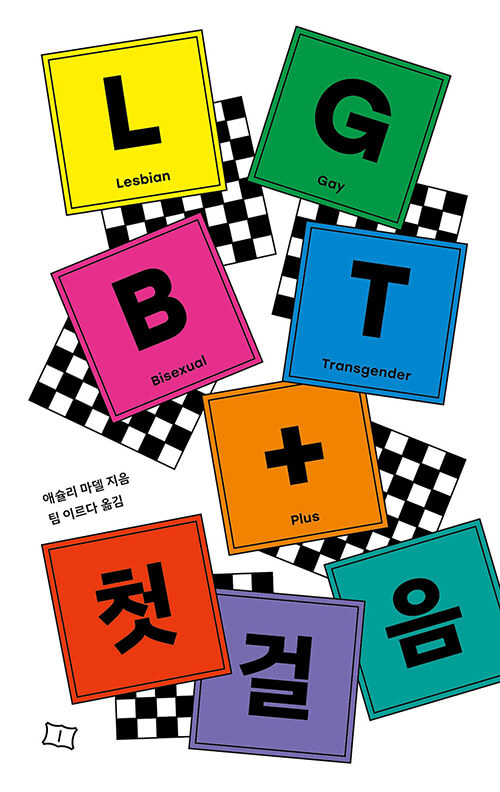 L
Lesbian
G
Gay
B
Bisexual
T
Transgender
+
Plus
애슐리 마델 지음
팀 이르다 옮김
첫
걸
음